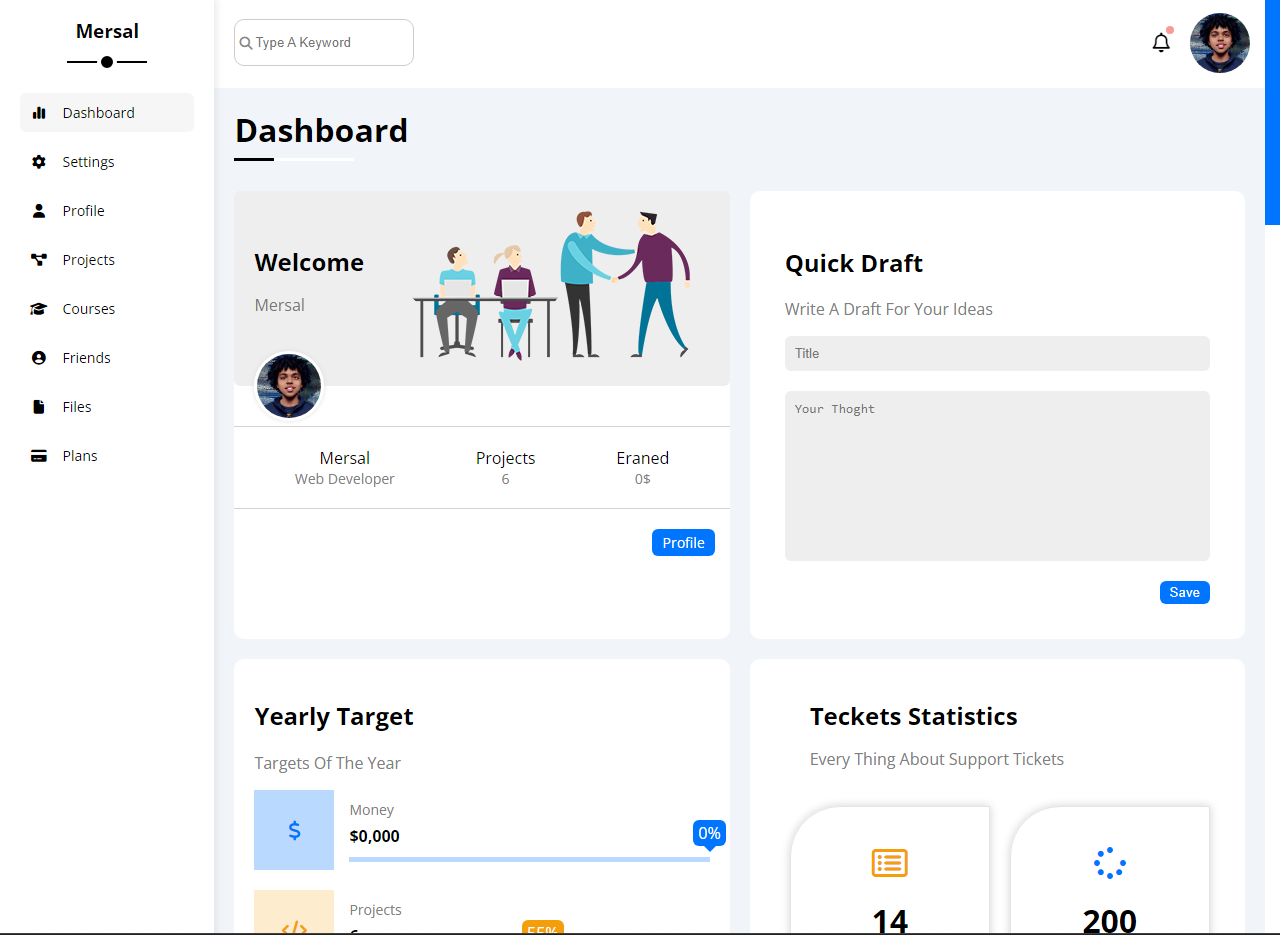 Mersal
Type A Keyword
Dashboard
Settings
Profile
Projects
Courses
Friends
Files
Plans
Dashboard
Welcome
Mersal
Mersal
Web Developer
Projects
6
Eraned
0$
Profile
Quick Draft
Write A Draft For Your Ideas
Title
Your Thoght
Save
Yearly Target
Targets Of The Year
Money
$0,000
0%
Projects
55%
Teckets Statistics
Every Thing About Support Tickets
14
200